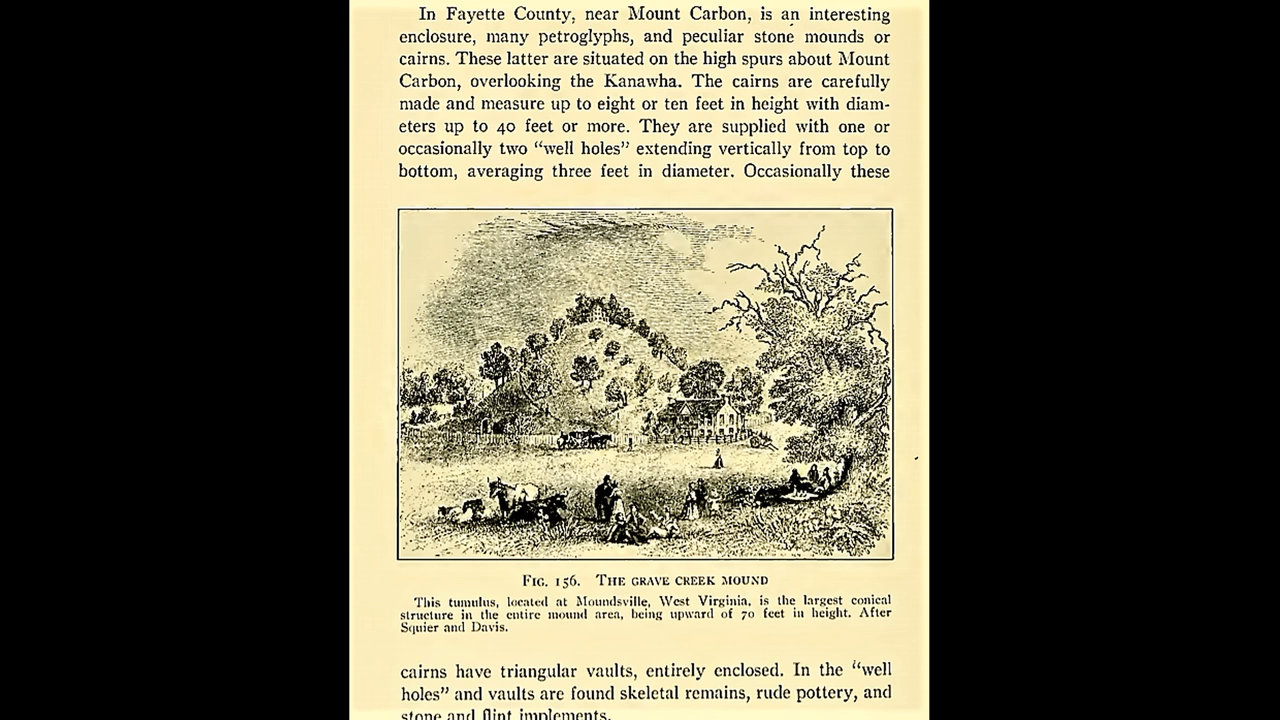 In Fayette County, near Mount Carbon, is an interesting
enclosure, many petroglyphs, and peculiar stone mounds or
cairns. These latter are situated on the high spurs about Mount
Carbon, overlooking the Kanawha. The cairns are carefully
made and measure up to eight or ten feet in height with diam-
eters up to 40 feet or more. They are supplied with one or
occasionally two “well holes” extending vertically from top to
bottom, averaging three feet in diameter. Occasionally these
FIG. 156. THE GRAVE CREEK MOUND
This tumulus, located at Moundsville, West Virginia, is the largest conical
structure in the entire mound area, being upward of 70 feet in height. After
Squier and Davis.
cairns have triangular vaults, entirely enclosed. In the “well
holes” and vaults are found skeletal remains, rude pottery, and
stone and flint implements.